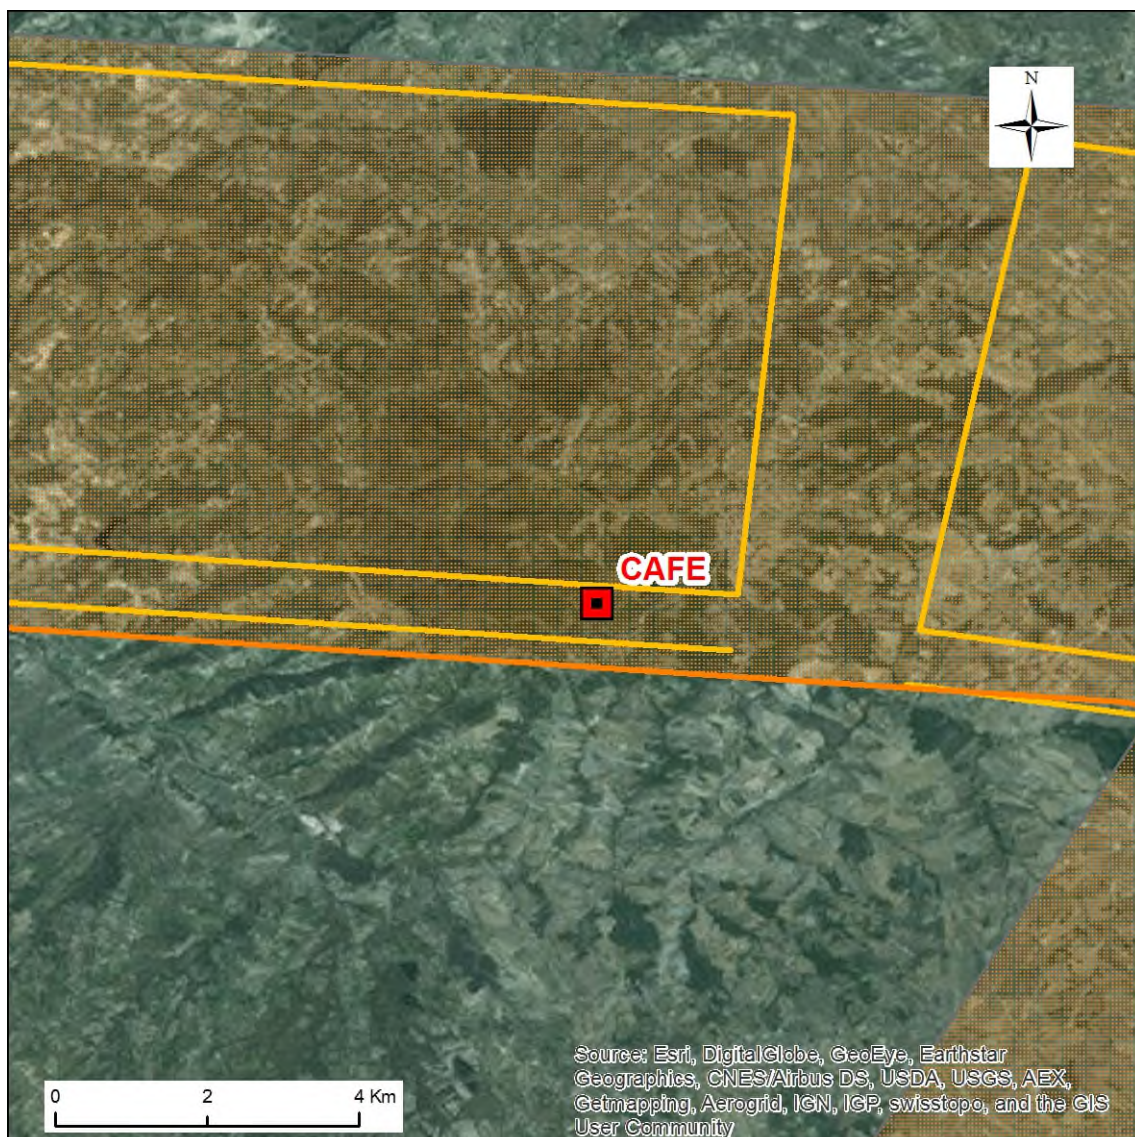 N
CAFE
0 2 4 Km
Source: Esri, DigitalGlobe, GeoEye, Earthstar
Geographics, CNES/Airbus DS, USDA, USGS, AEX,
Getmapping, Aerogrid, IGN, IGP, swisstopo, and the GIS
User Community